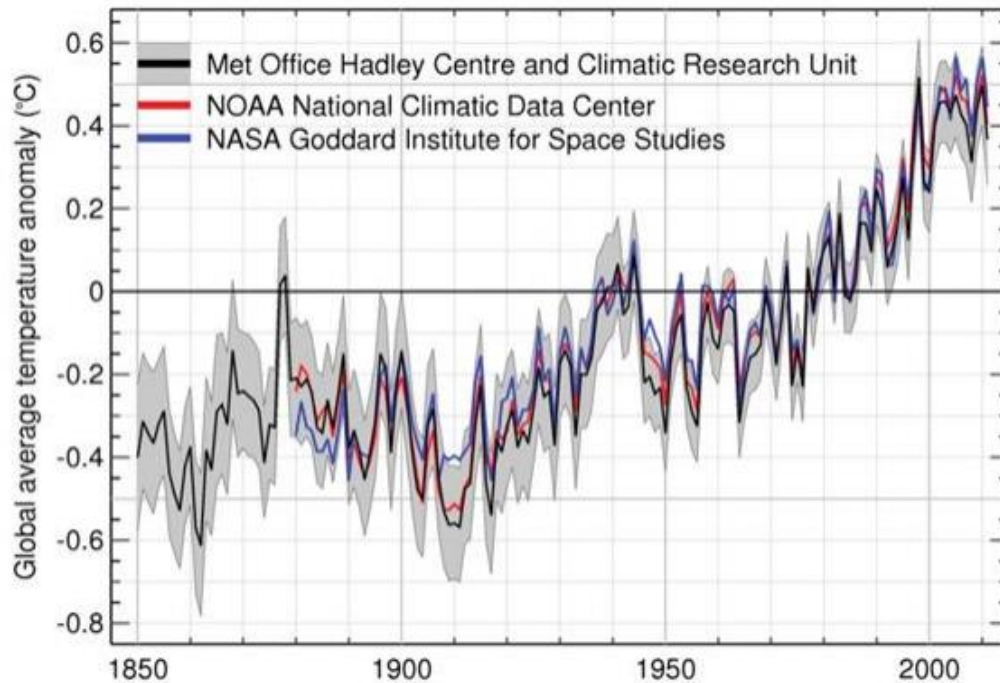 Global average temperature anomaly (°C)
0.6
0.4
0.2
0
-0.2
-0.4
-0.6
-0.8
Met Office Hadley Centre and Climatic Research Unit
NOAA National Climatic Data Center
NASA Goddard Institute for Space Studies
1850 1900 1950 2000